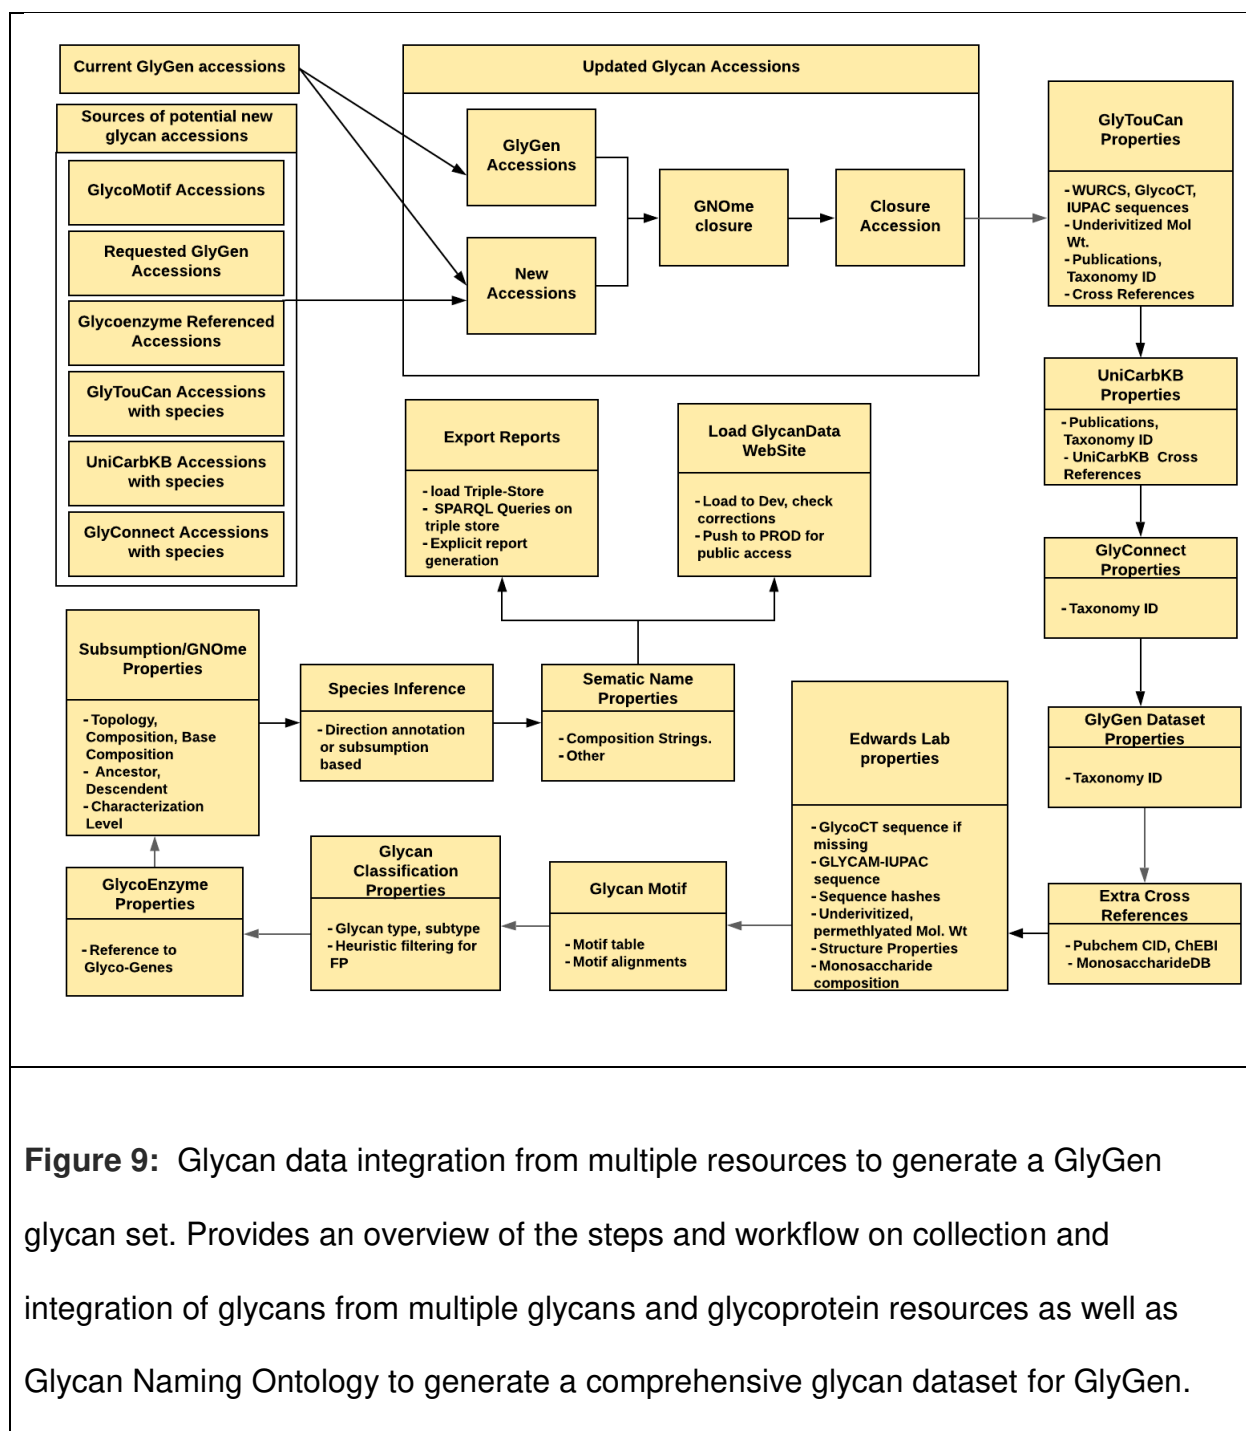 Current GlyGen accessions
Sources of potential new
glycan accessions
GlycoMotif Accessions
Requested GlyGen
Accessions
Glycoenzyme Referenced
Accessions
GlyTouCan Accessions
with species
UniCarbKB Accessions
with species
GlyConnect Accessions
with species
Updated Glycan Accessions
GlyGen
Accessions
New
Accessions
GNOme
closure
Closure
Accession
GlyTouCan
Properties
- WURCS, GlycoCT,
IUPAC sequences
- Underivitized Mol
Wt.
- Publications,
Taxonomy ID
- Cross References
UniCarbKB
Properties
- Publications,
Taxonomy ID
- UniCarbKB Cross
References
GlyConnect
Properties
- Taxonomy ID
GlyGen Dataset
Properties
- Taxonomy ID
Extra Cross
References
- Pubchem CID, ChEBI
- MonosaccharideDB
Edwards Lab
properties
- GlycoCT sequence if
missing
- GLYCAM-IUPAC
sequence
- Sequence hashes
- Underivitized,
permethlyated Mol. Wt
- Structure Properties
- Monosaccharide
composition
Glycan Motif
- Motif table
- Motif alignments
Glycan
Classification
Properties
- Glycan type, subtype
- Heuristic filtering for
FP
GlycoEnzyme
Properties
- Reference to
Glyco-Genes
Subsumption/GNOme
Properties
- Topology,
Composition, Base
Composition
- Ancestor,
Descendent
- Characterization
Level
Species Inference
- Direction annotation
or subsumption
based
Sematic Name
Properties
- Composition Strings.
- Other
Export Reports
- load Triple-Store
- SPARQL Queries on
triple store
- Explicit report
generation
Load GlycanData
WebSite
- Load to Dev, check
corrections
- Push to PROD for
public access
Figure 9: Glycan data integration from multiple resources to generate a GlyGen
glycan set. Provides an overview of the steps and workflow on collection and
integration of glycans from multiple glycans and glycoprotein resources as well as
Glycan Naming Ontology to generate a comprehensive glycan dataset for GlyGen.